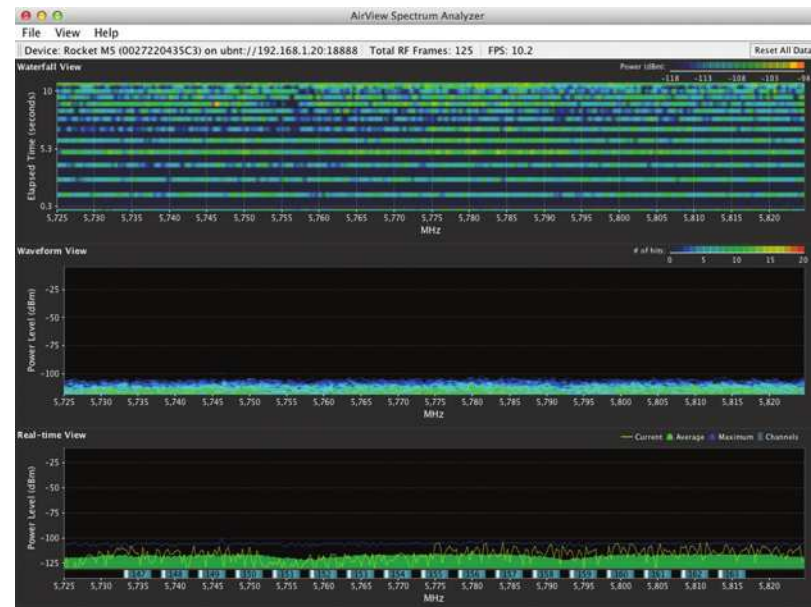 AirView Spectrum Analyzer
File View Help
Device: Rocket M5 (0027220435C3) on ubnt://192.168.1.20:18888 Total RF Frames: 125 FPS: 10.2 Reset All Data
Waterfall View Power (dBm):
-118 -113 -108 -103 -98
Elapsed Time (seconds)
10
5.3
0.3
5,725 5,730 5,735 5,740 5,745 5,750 5,755 5,760 5,765 5,770 5,775 5,780 5,785 5,790 5,795 5,800 5,805 5,810 5,815 5,820
MHz
Waveform View # of hits:
0 5 10 15 20
Power Level (dBm)
-25
-50
-75
-100
5,725 5,730 5,735 5,740 5,745 5,750 5,755 5,760 5,765 5,770 5,775 5,780 5,785 5,790 5,795 5,800 5,805 5,810 5,815 5,820
MHz
Real-time View Current Average Maximum Channels
Power Level (dBm)
-25
-50
-75
-100
-125
5,725 5,730 5,735 5,740 5,745 5,750 5,755 5,760 5,765 5,770 5,775 5,780 5,785 5,790 5,795 5,800 5,805 5,810 5,815 5,820
MHz